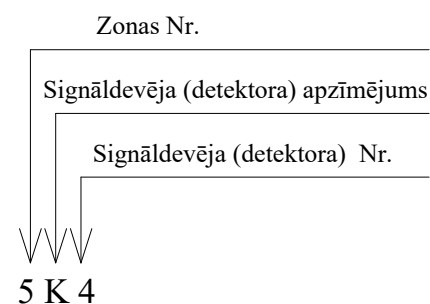 Zonas Nr.
Signāldevēja (detektora) apzīmējums
Signāldevēja (detektora) Nr.
5 K 4